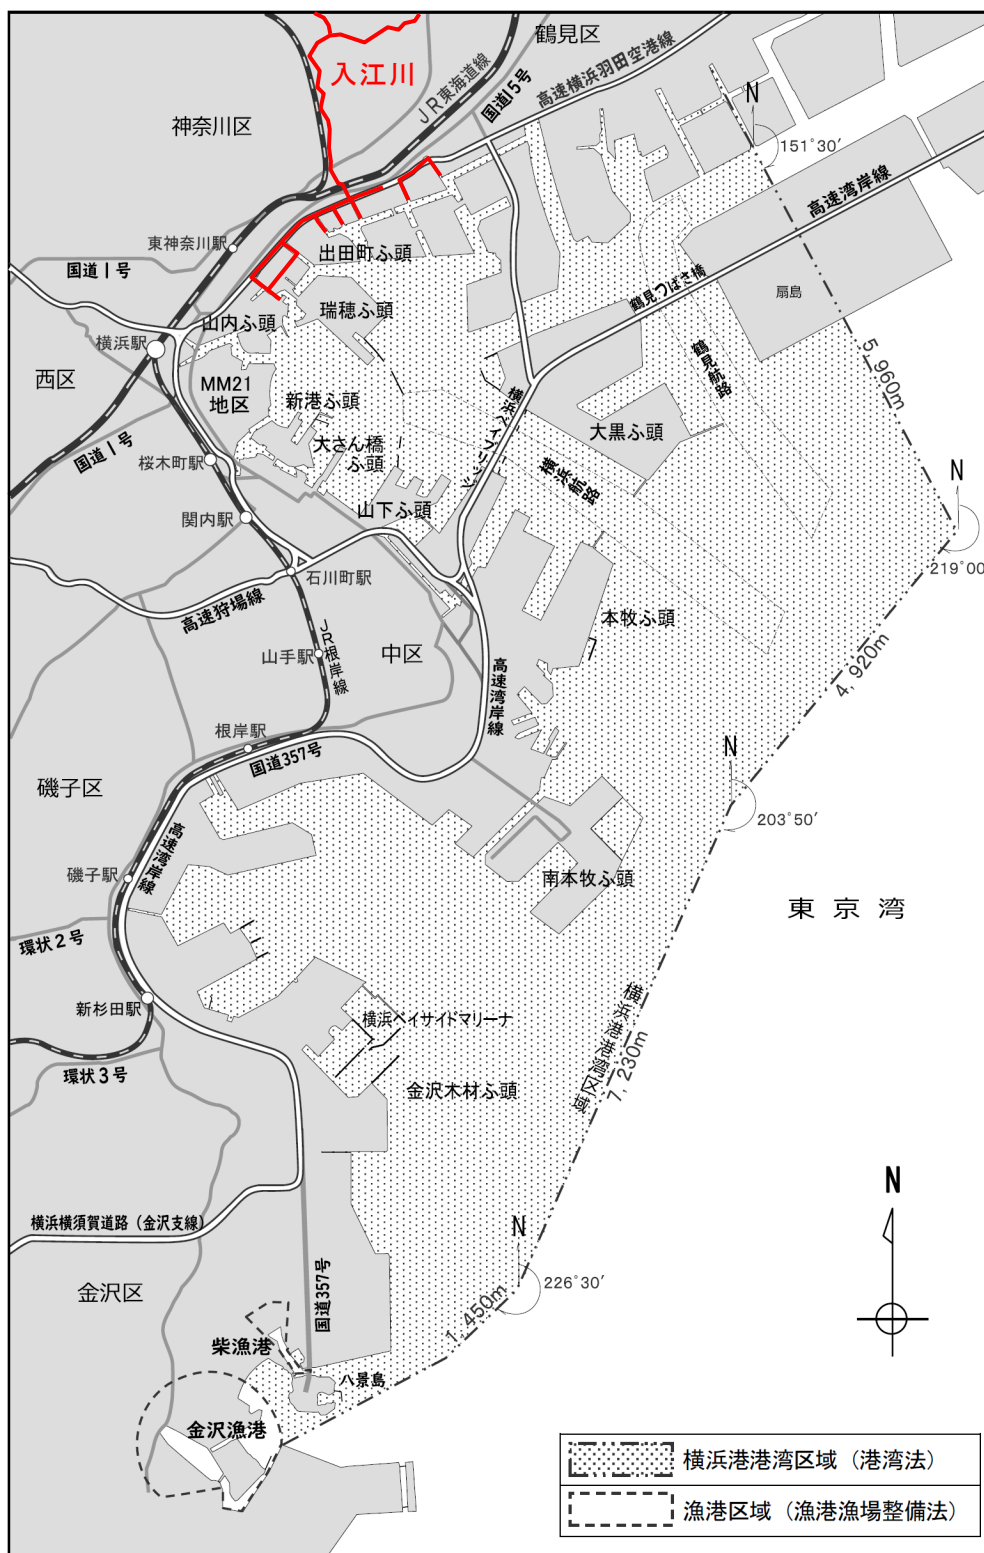 鶴見区
入江川
JR東海道線
国道15号
高速横浜羽田空港線
神奈川区
N
151°30′
高速湾岸線
東神奈川駅
国道1号
出田町ふ頭
瑞穂ふ頭
山内ふ頭
鶴見つばさ橋
扇島
横浜駅
西区
MM21
地区
新港ふ頭
鶴見航路
5,960m
横浜ベイブリッジ
大黒ふ頭
国道1号
桜木町駅
大さん橋
ふ頭
横浜航路
N
関内駅
山下ふ頭
219°00
石川町駅
高速狩場線
JR根岸線
山手駅
中区
本牧ふ頭
4,920m
高速湾岸線
根岸駅
国道357号
N
磯子区
203°50′
高速湾岸線
磯子駅
南本牧ふ頭
東京湾
環状2号
新杉田駅
横浜ベイサイドマリーナ
横浜港港湾区域
7,230m
環状3号
金沢木材ふ頭
N
横浜横須賀道路（金沢支線）
N
金沢区
国道357号
226°30′
1,450m
柴漁港
八景島
金沢漁港
横浜港港湾区域（港湾法）
漁港区域（漁港漁場整備法）